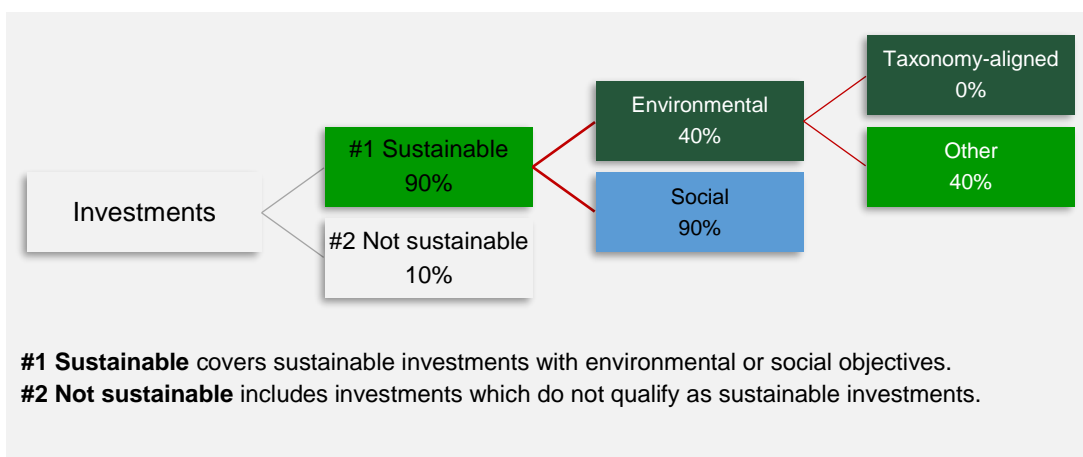 Investments
#1 Sustainable
90%
#2 Not sustainable
10%
Environmental
40%
Social
90%
Taxonomy-aligned
0%
Other
40%
#1 Sustainable covers sustainable investments with environmental or social objectives.
#2 Not sustainable includes investments which do not qualify as sustainable investments.